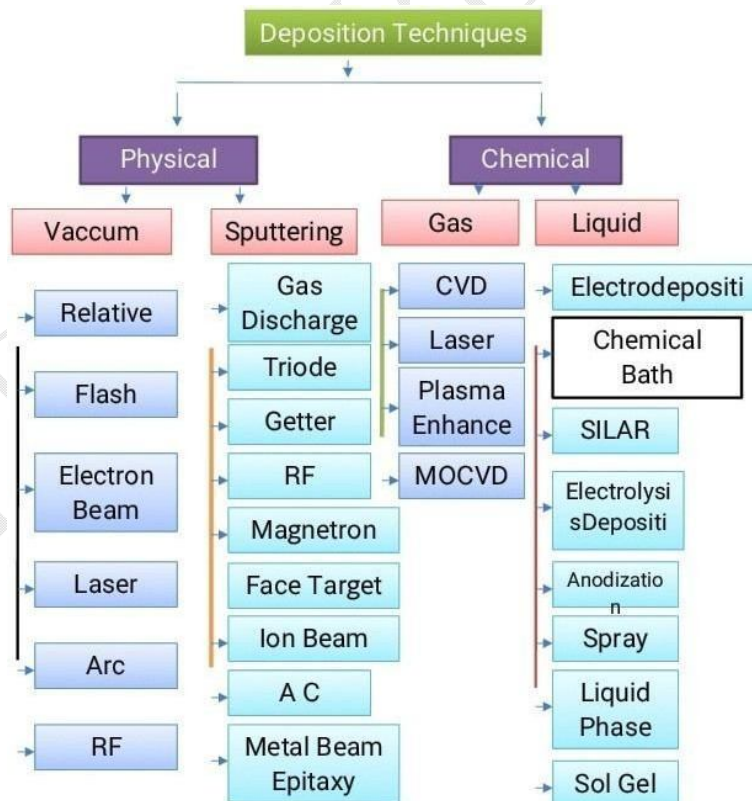 Deposition Techniques
Physical
Chemical
Vaccum
Sputtering
Gas
Liquid
Relative
Flash
Electron
Beam
Laser
Arc
RF
Gas
Discharge
Triode
Getter
RF
Magnetron
Face Target
Ion Beam
A C
Metal Beam
Epitaxy
CVD
Laser
Plasma
Enhance
MOCVD
Electrodepositi
Chemical
Bath
SILAR
Electrolysi
sDepositi
Anodizatio
n
Spray
Liquid
Phase
Sol Gel